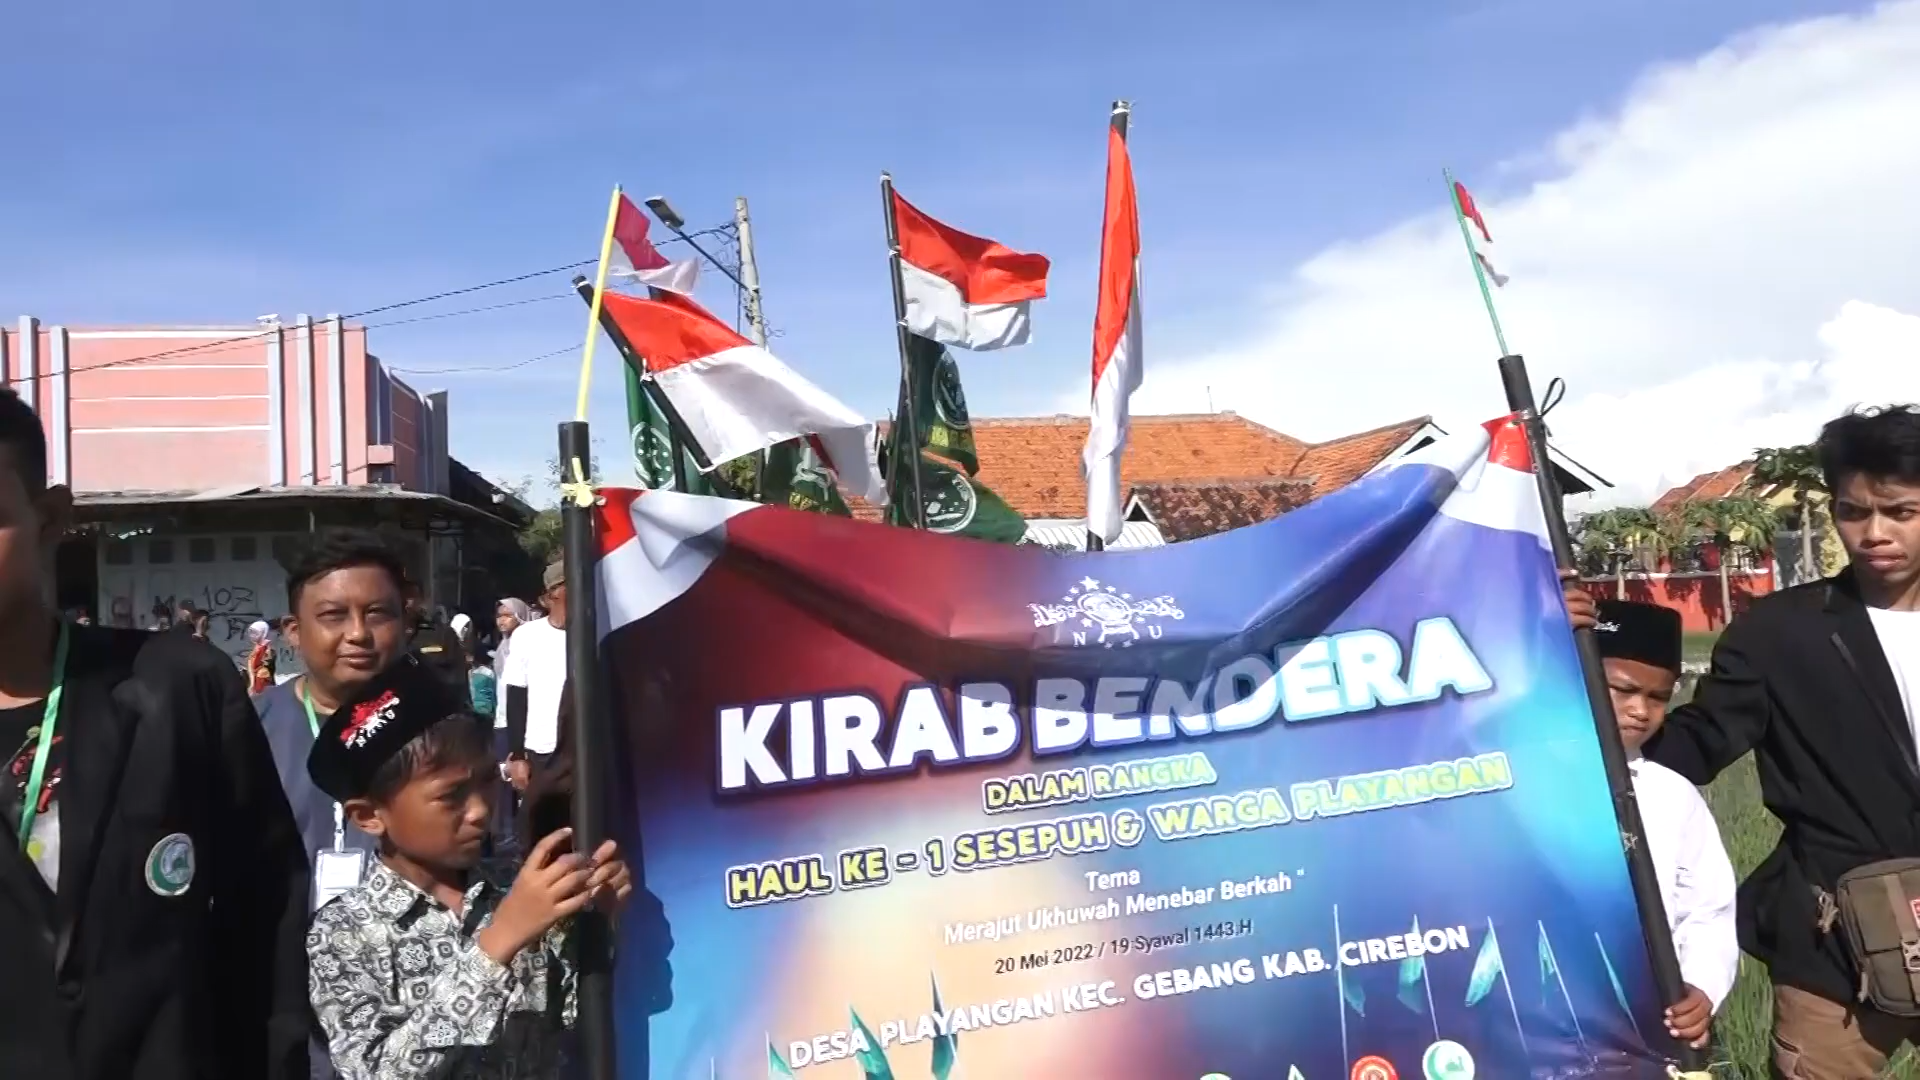 N U
KIRAB BENDERA
DALAM RANGKA
HAUL KE - 1 SESEPUH & WARGA PLAYANGAN
Tema
" Merajut Ukhuwah Menebar Berkah "
20 Mei 2022 / 19 Syawal 1443 H
DESA PLAYANGAN KEC. GEBANG KAB. CIREBON
107